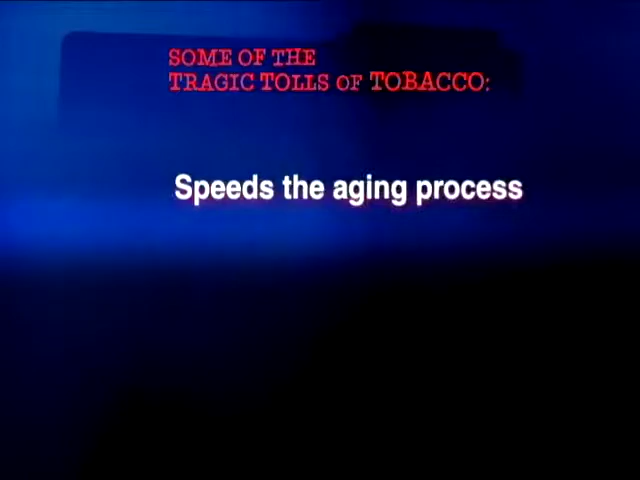 SOME OF THE
TRAGIC TOLLS OF TOBACCO:
Speeds the aging process